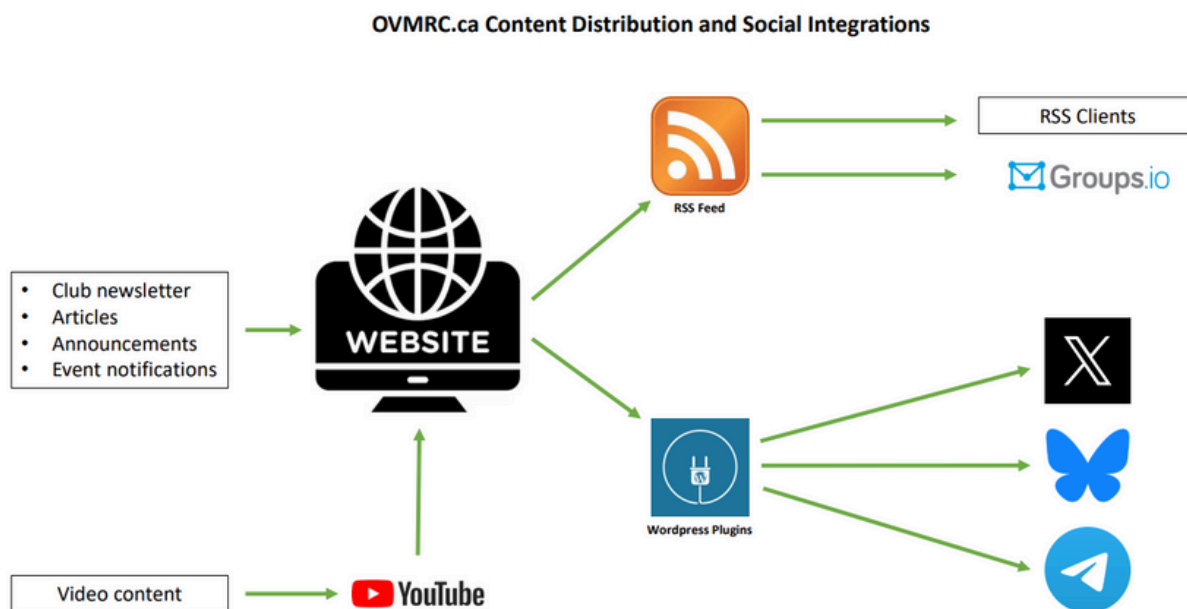 OVMRC.ca Content Distribution and Social Integrations
RSS Clients
Groups.io
RSS Feed
• Club newsletter
• Articles
• Announcements
• Event notifications
WEBSITE
X
W
Wordpress Plugins
Video content
YouTube